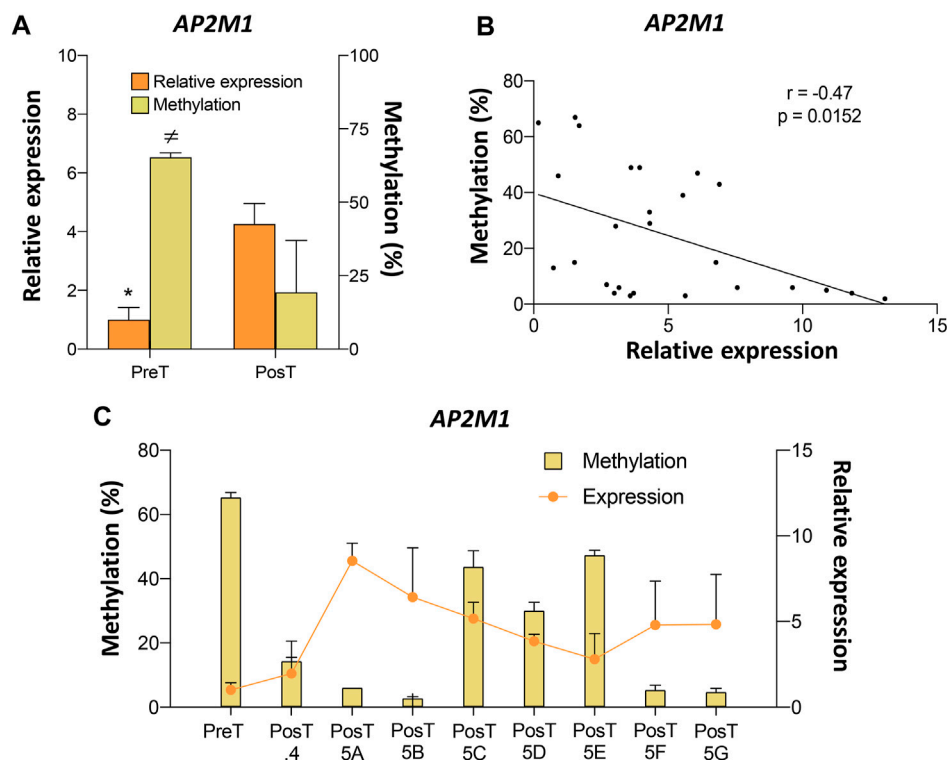 A
AP2M1
10
8
6
4
2
0
Relative expression
Relative expression
Methylation
≠
*
100
75
50
25
0
Methylation (%)
PreT
PosT
B
AP2M1
80
60
40
20
0
Methylation (%)
r = -0.47
p = 0.0152
0
5
10
15
Relative expression
C
AP2M1
80
60
40
20
0
Methylation (%)
Methylation
Expression
15
10
5
0
Relative expression
PreT
PosT
.4
PosT
5A
PosT
5B
PosT
5C
PosT
5D
PosT
5E
PosT
5F
PosT
5G